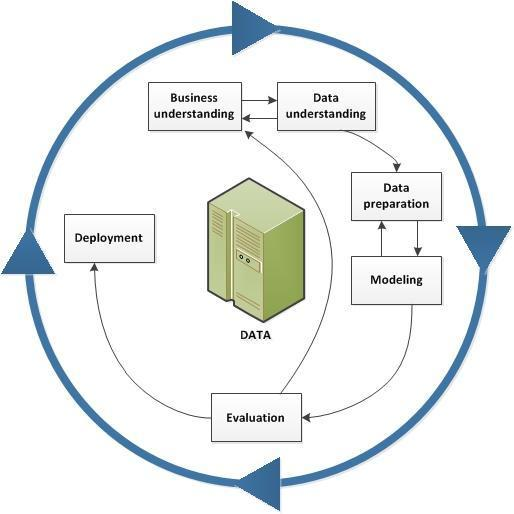 Business
understanding
Data
understanding
Data
preparation
Deployment
Modeling
DATA
Evaluation